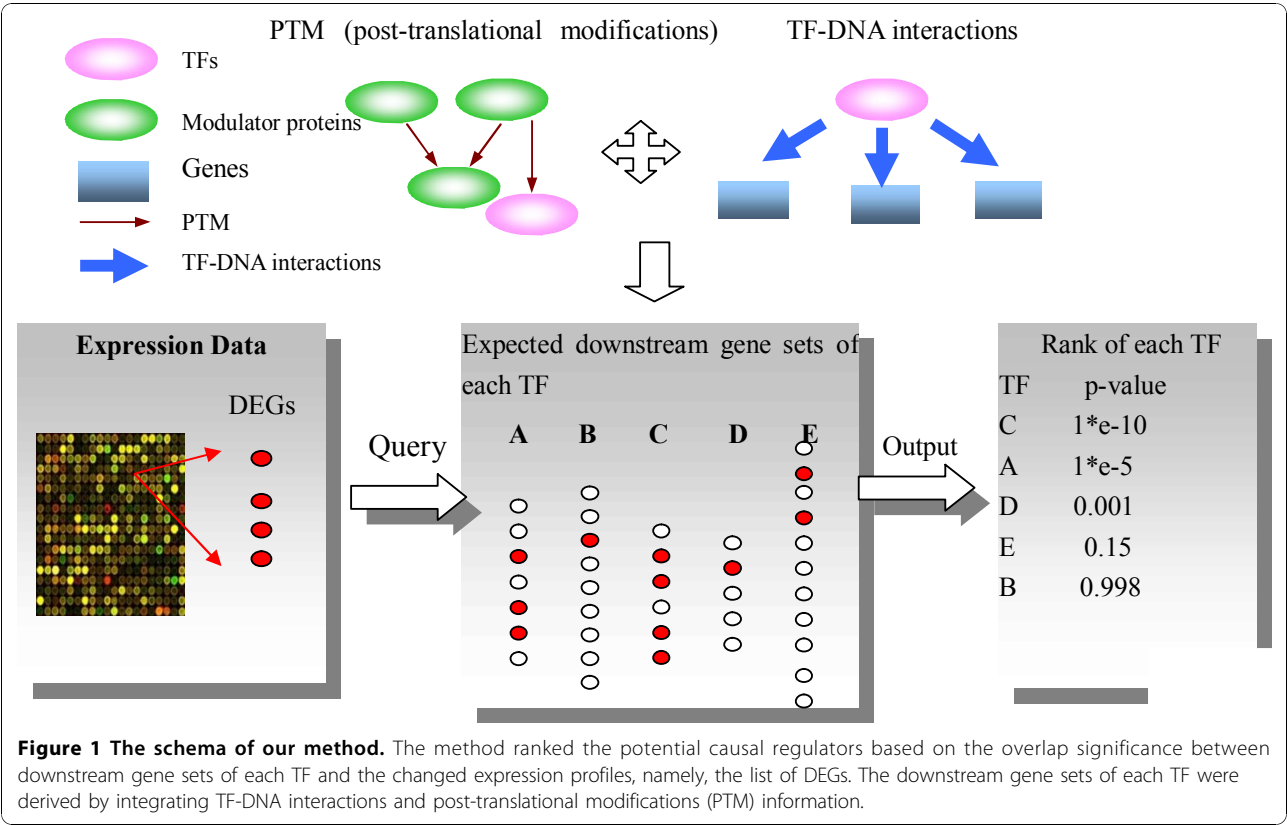 PTM (post-translational modifications)
TF-DNA interactions
TFs
Modulator proteins
Genes
PTM
TF-DNA interactions
Expression Data
DEGs
Query
Expected downstream gene sets of
each TF
A B C D E
Output
Rank of each TF
TF p-value
C 1*e-10
A 1*e-5
D 0.001
E 0.15
B 0.998
Figure 1 The schema of our method. The method ranked the potential causal regulators based on the overlap significance between
downstream gene sets of each TF and the changed expression profiles, namely, the list of DEGs. The downstream gene sets of each TF were
derived by integrating TF-DNA interactions and post-translational modifications (PTM) information.